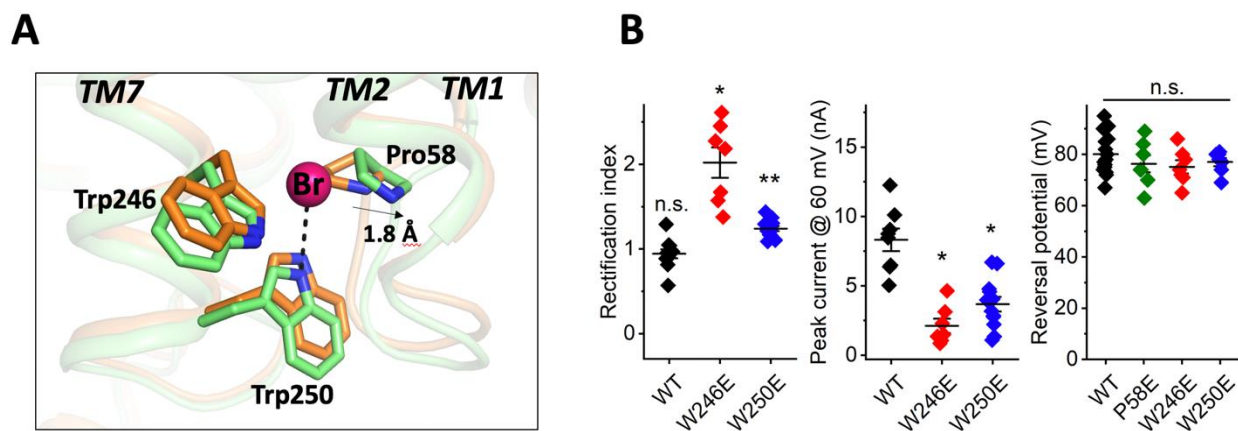 A
B
TM7
TM2
TM1
Pro58
Br
Trp246
1.8 Å
Trp250
Rectification index
2
1
0
n.s.
*
**
WT
W246E
W250E
Peak current @ 60 mV (nA)
15
10
5
0
*
*
WT
W246E
W250E
Reversal potential (mV)
100
80
60
40
20
0
n.s.
WT
P58E
W246E
W250E